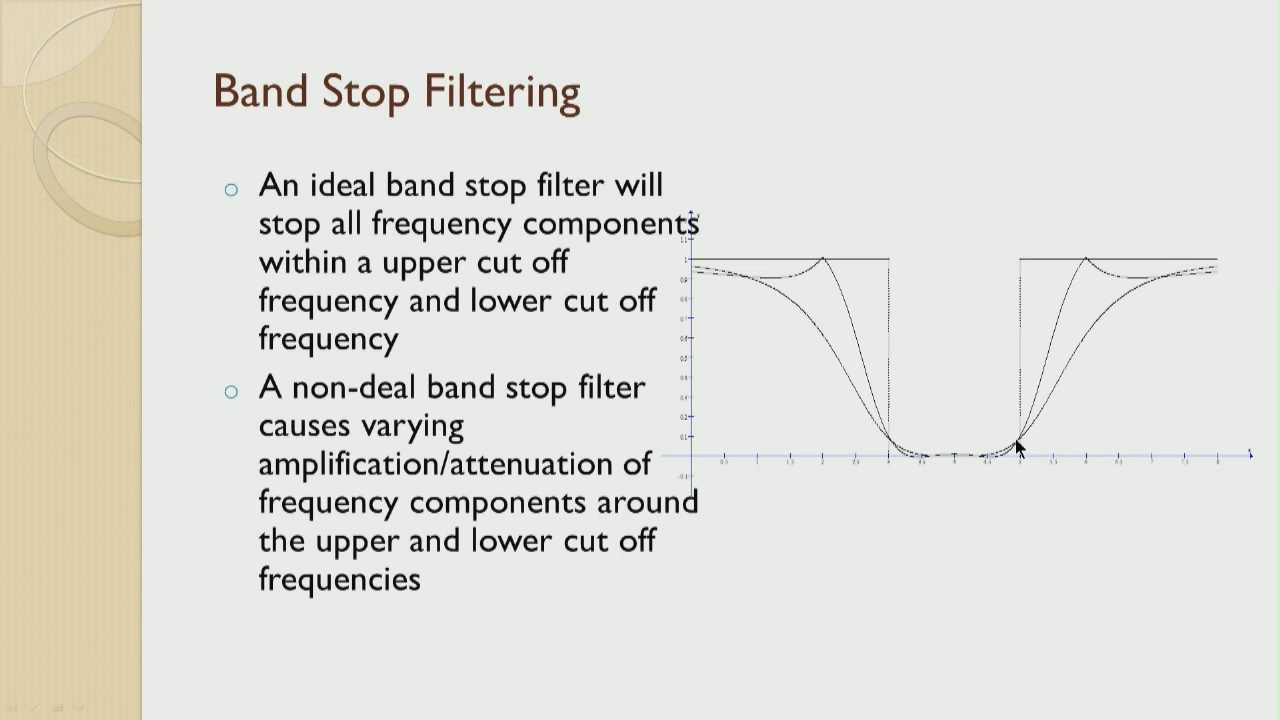 Band Stop Filtering
An ideal band stop filter will
stop all frequency components
within a upper cut off
frequency and lower cut off
frequency
A non-deal band stop filter
causes varying
amplification/attenuation of
frequency components around
the upper and lower cut off
frequencies